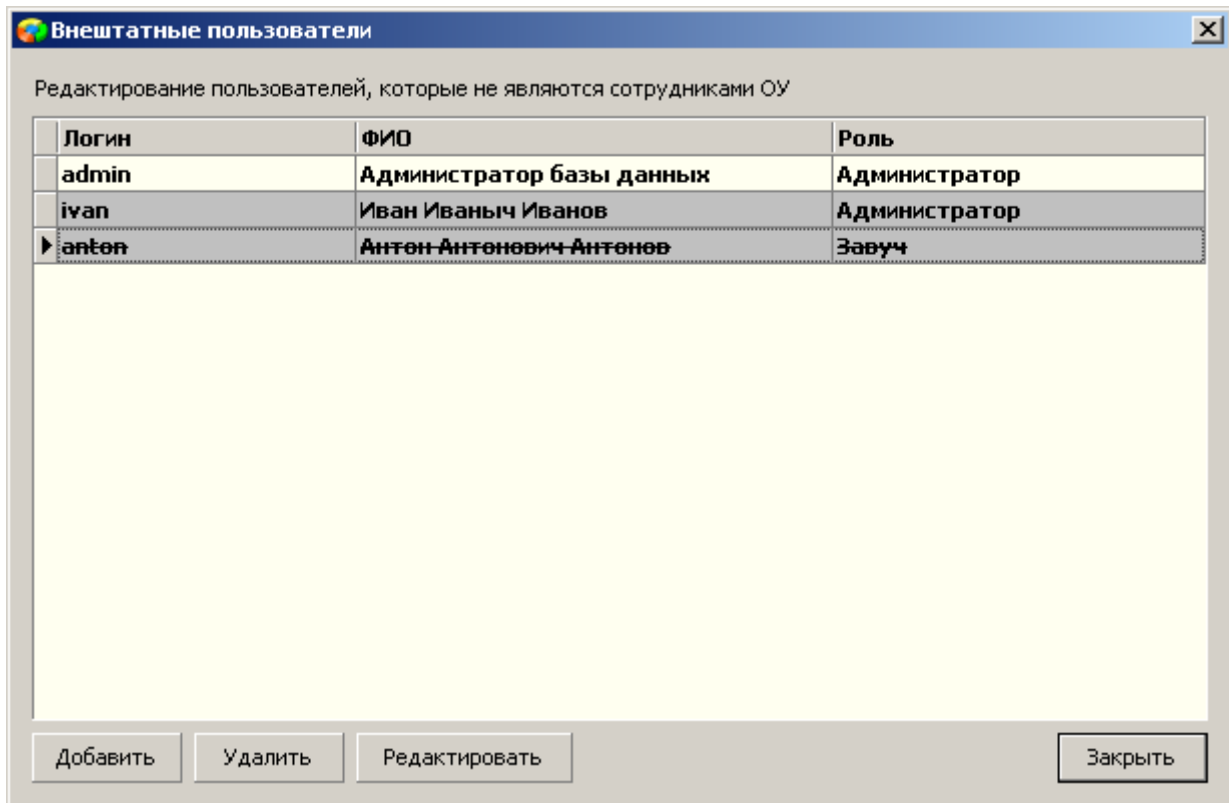 Внештатные пользователи
Редактирование пользователей, которые не являются сотрудниками ОУ
Логин ФИО Роль
admin Администратор базы данных Администратор
ivan Иван Иваныч Иванов Администратор
anton Антон Антонович Антонов Завуч
Добавить Удалить Редактировать Закрыть